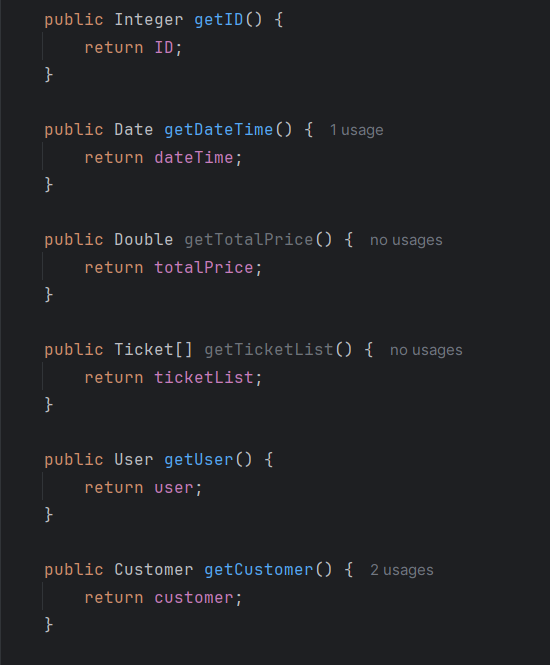 public Integer getID() {
    return ID;
}

public Date getDateTime() {  1 usage
    return dateTime;
}

public Double getTotalPrice() {  no usages
    return totalPrice;
}

public Ticket[] getTicketList() {  no usages
    return ticketList;
}

public User getUser() {
    return user;
}

public Customer getCustomer() {  2 usages
    return customer;
}